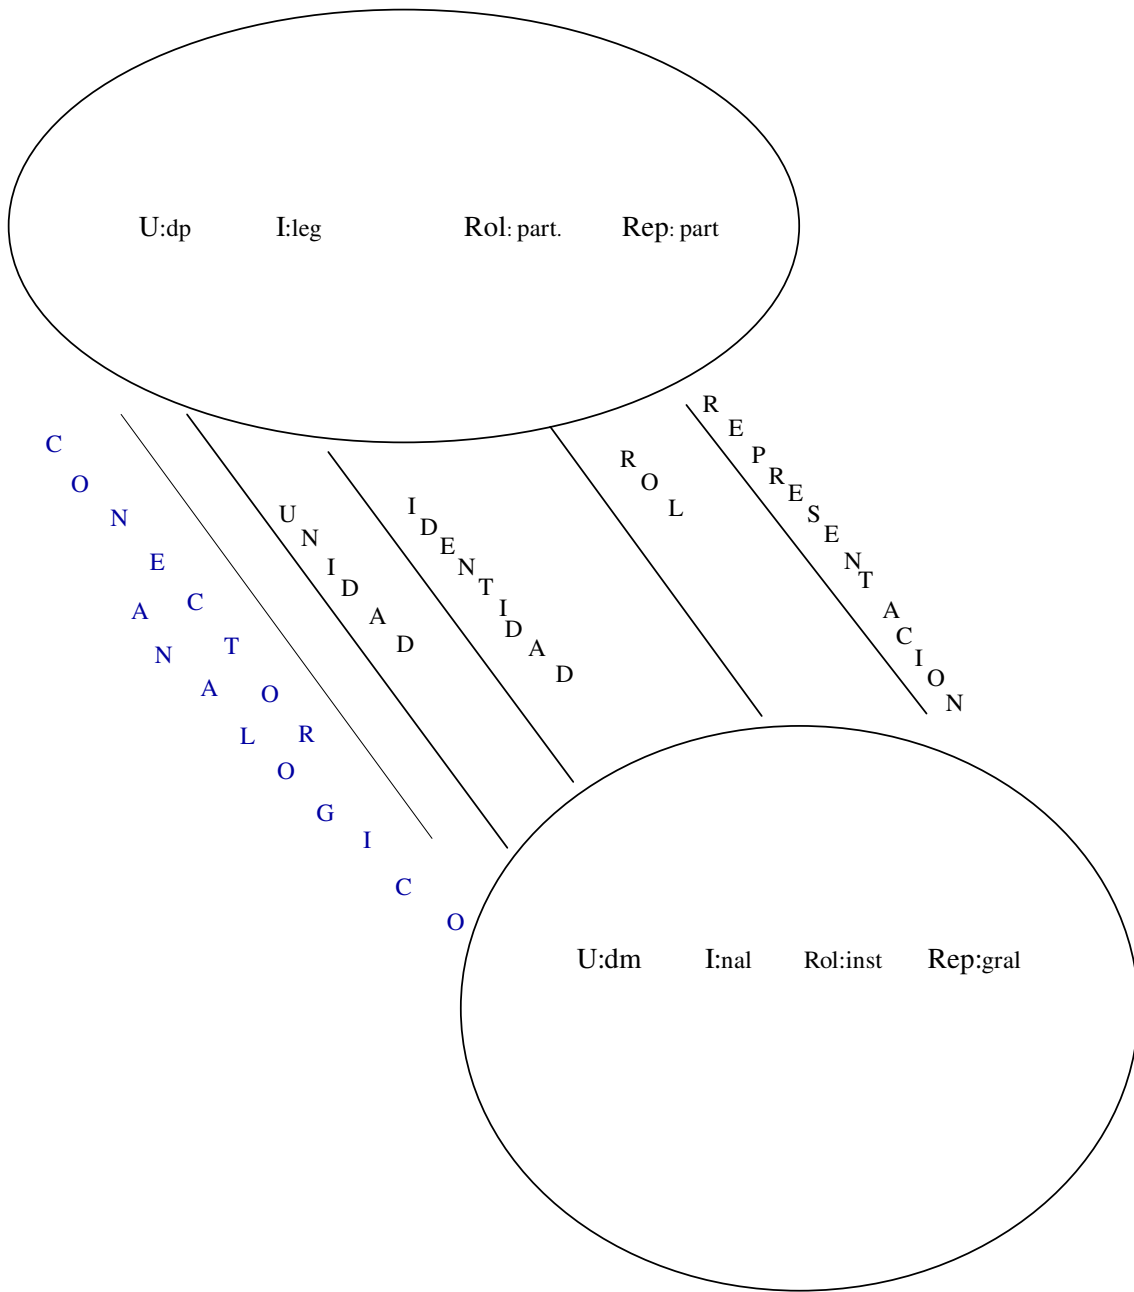 U:dp I:leg Rol: part. Rep: part
CONECTOR
ANALOGICO
UNIDAD
IDENTIDAD
ROL
REPRESENTACION
U:dm I:nal Rol:inst Rep:gral